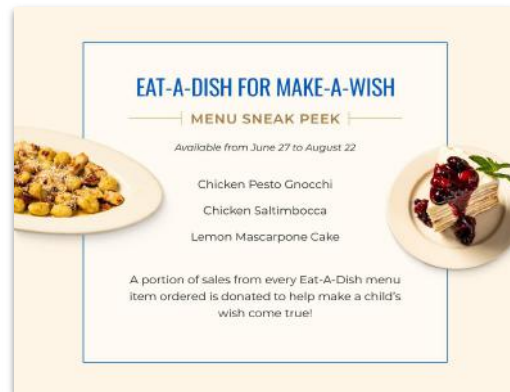 EAT-A-DISH FOR MAKE-A-WISH
MENU SNEAK PEEK
Available from June 27 to August 22
Chicken Pesto Gnocchi
Chicken Saltimbocca
Lemon Mascarpone Cake
A portion of sales from every Eat-A-Dish menu
item ordered is donated to help make a child's
wish come true!